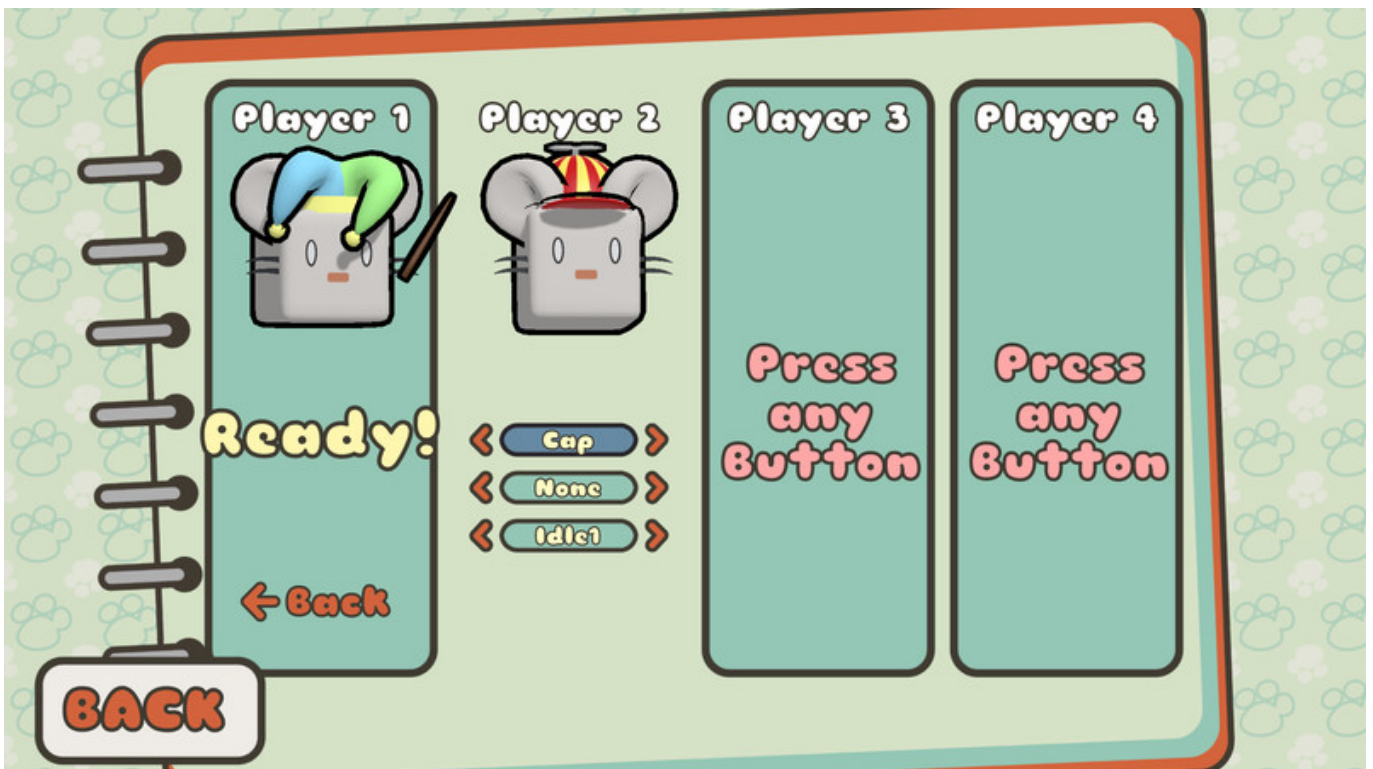 Player 1
Ready!
Back
Player 2
Cap
None
Idle1
Player 3
Press
any
Button
Player 4
Press
any
Button
BACK